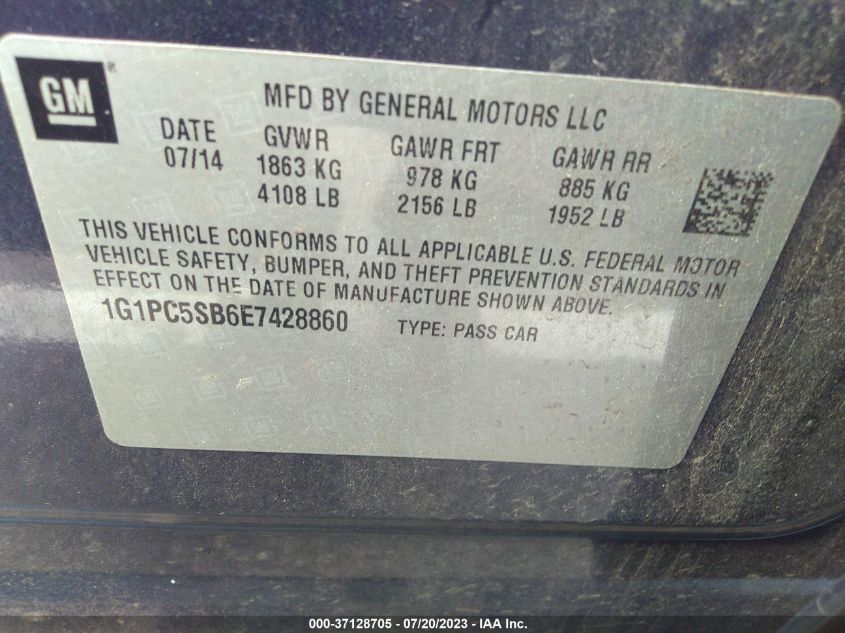 GM
MFD BY GENERAL MOTORS LLC
DATE GVWR GAWR FRT GAWR RR
07/14 1863 KG 978 KG 885 KG
4108 LB 2156 LB 1952 LB
THIS VEHICLE CONFORMS TO ALL APPLICABLE U.S. FEDERAL MOTOR
VEHICLE SAFETY, BUMPER, AND THEFT PREVENTION STANDARDS IN
EFFECT ON THE DATE OF MANUFACTURE SHOWN ABOVE.
1G1PC5SB6E7428860 TYPE: PASS CAR
000-37128705 - 07/20/2023 - IAA Inc.